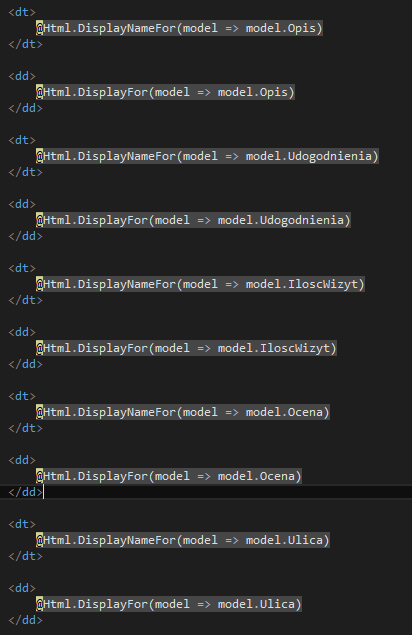 <dt>
@Html.DisplayNameFor(model => model.Opis)
</dt>
<dd>
@Html.DisplayFor(model => model.Opis)
</dd>
<dt>
@Html.DisplayNameFor(model => model.Udogodnienia)
</dt>
<dd>
@Html.DisplayFor(model => model.Udogodnienia)
</dd>
<dt>
@Html.DisplayNameFor(model => model.IloscWizyt)
</dt>
<dd>
@Html.DisplayFor(model => model.IloscWizyt)
</dd>
<dt>
@Html.DisplayNameFor(model => model.Ocena)
</dt>
<dd>
@Html.DisplayFor(model => model.Ocena)
</dd>
<dt>
@Html.DisplayNameFor(model => model.Ulica)
</dt>
<dd>
@Html.DisplayFor(model => model.Ulica)
</dd>